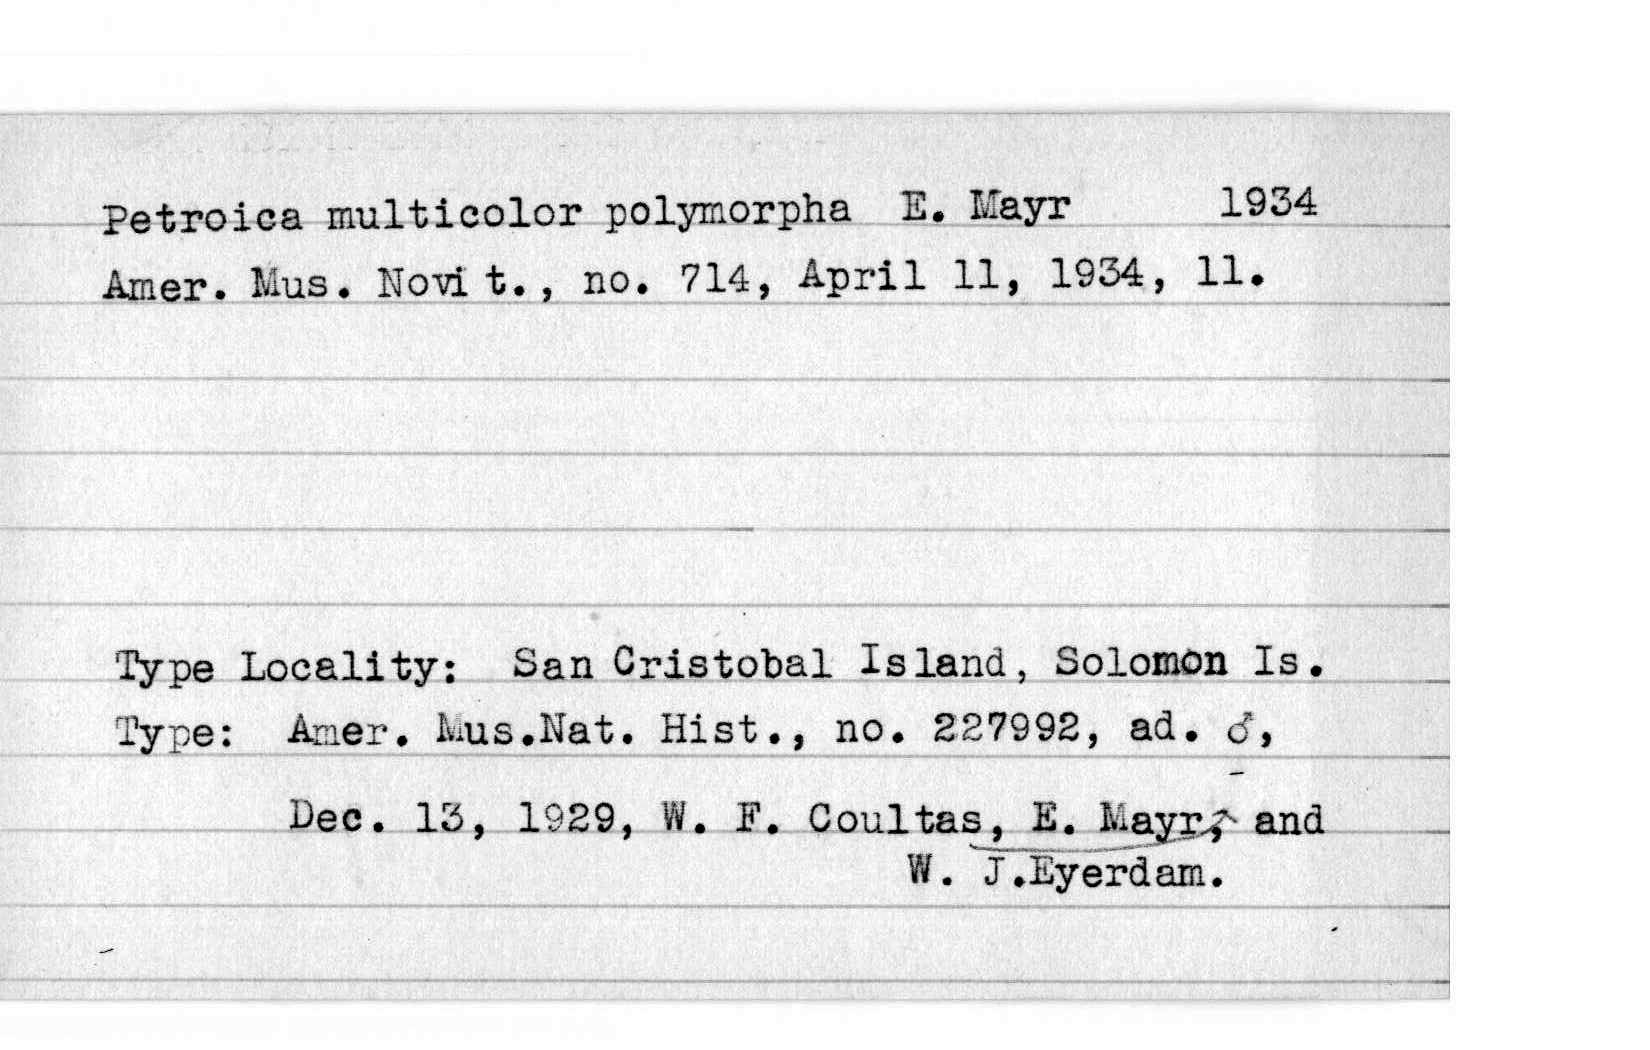 Petroica multicolor polymorpha E. Mayr 1934
Amer. Mus. Novit., no. 714, April 11, 1934, 11.
Type Locality: San Cristobal Island, Solomon Is.
Type: Amer. Mus.Nat. Hist., no. 227992, ad. ♂,
Dec. 13, 1929, W. F. Coultas, E. Mayr, and
W. J.Eyerdam.